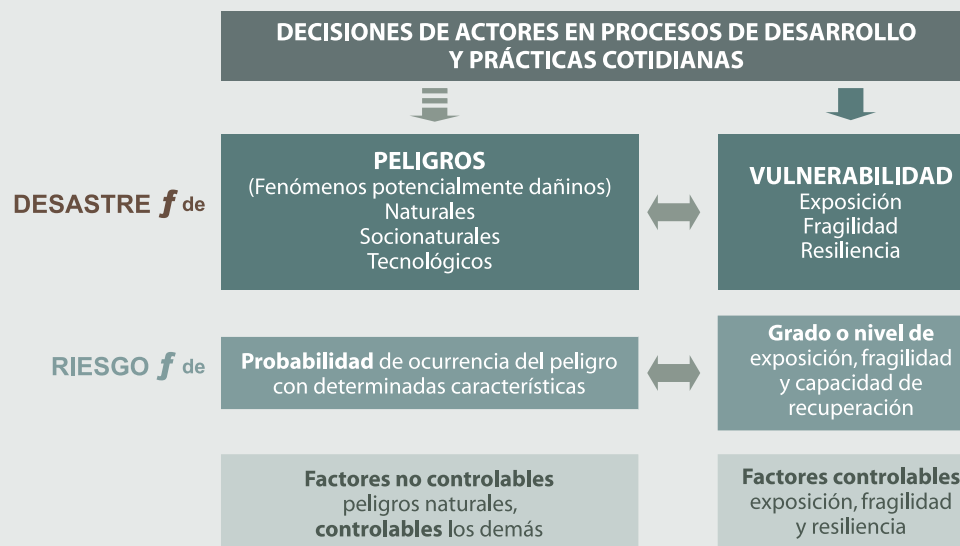 DECISIONES DE ACTORES EN PROCESOS DE DESARROLLO
Y PRÁCTICAS COTIDIANAS
DESASTRE ƒ de
PELIGROS
(Fenómenos potencialmente dañinos)
Naturales
Socionaturales
Tecnológicos
VULNERABILIDAD
Exposición
Fragilidad
Resiliencia
RIESGO ƒ de
Probabilidad de ocurrencia del peligro
con determinadas características
Grado o nivel de
exposición, fragilidad
y capacidad de
recuperación
Factores no controlables
peligros naturales,
controlables los demás
Factores controlables
exposición, fragilidad
y resiliencia